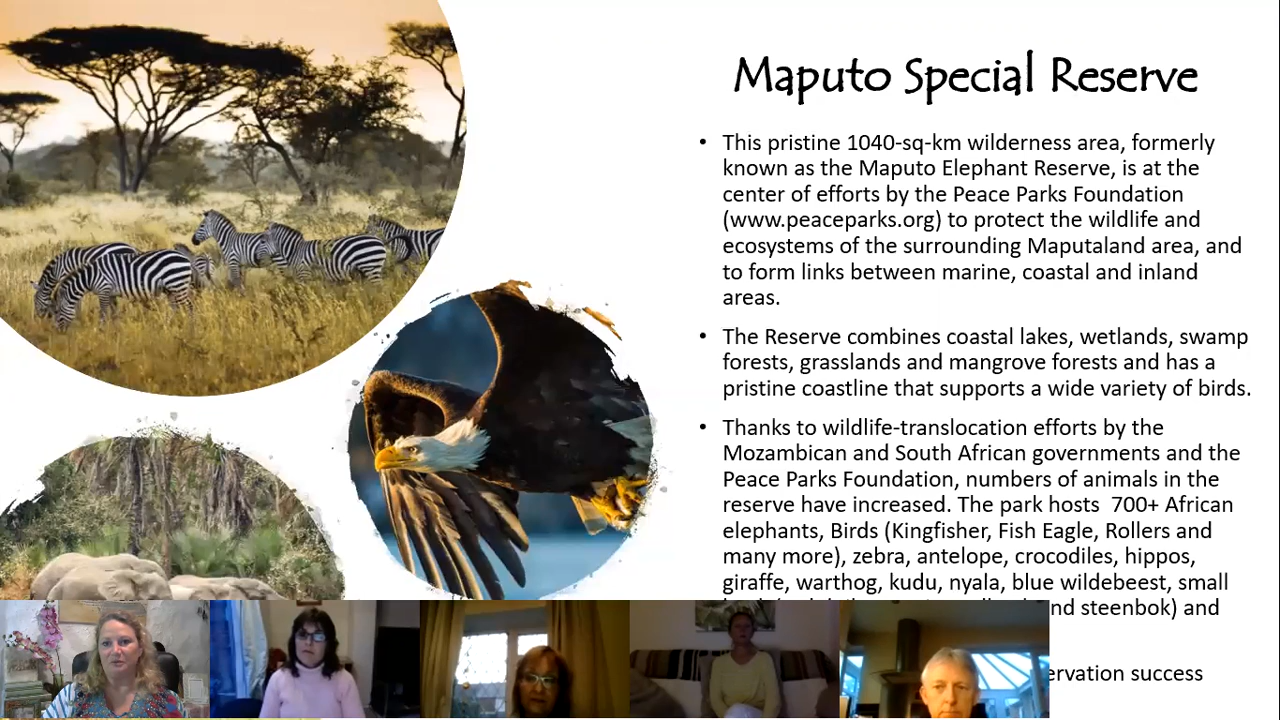 Maputo Special Reserve
• This pristine 1040-sq-km wilderness area, formerly
known as the Maputo Elephant Reserve, is at the
center of efforts by the Peace Parks Foundation
(www.peaceparks.org) to protect the wildlife and
ecosystems of the surrounding Maputaland area, and
to form links between marine, coastal and inland
areas.
• The Reserve combines coastal lakes, wetlands, swamp
forests, grasslands and mangrove forests and has a
pristine coastline that supports a wide variety of birds.
• Thanks to wildlife-translocation efforts by the
Mozambican and South African governments and the
Peace Parks Foundation, numbers of animals in the
reserve have increased. The park hosts 700+ African
elephants, Birds (Kingfisher, Fish Eagle, Rollers and
many more), zebra, antelope, crocodiles, hippos,
giraffe, warthog, kudu, nyala, blue wildebeest, small
steenbok) and
success